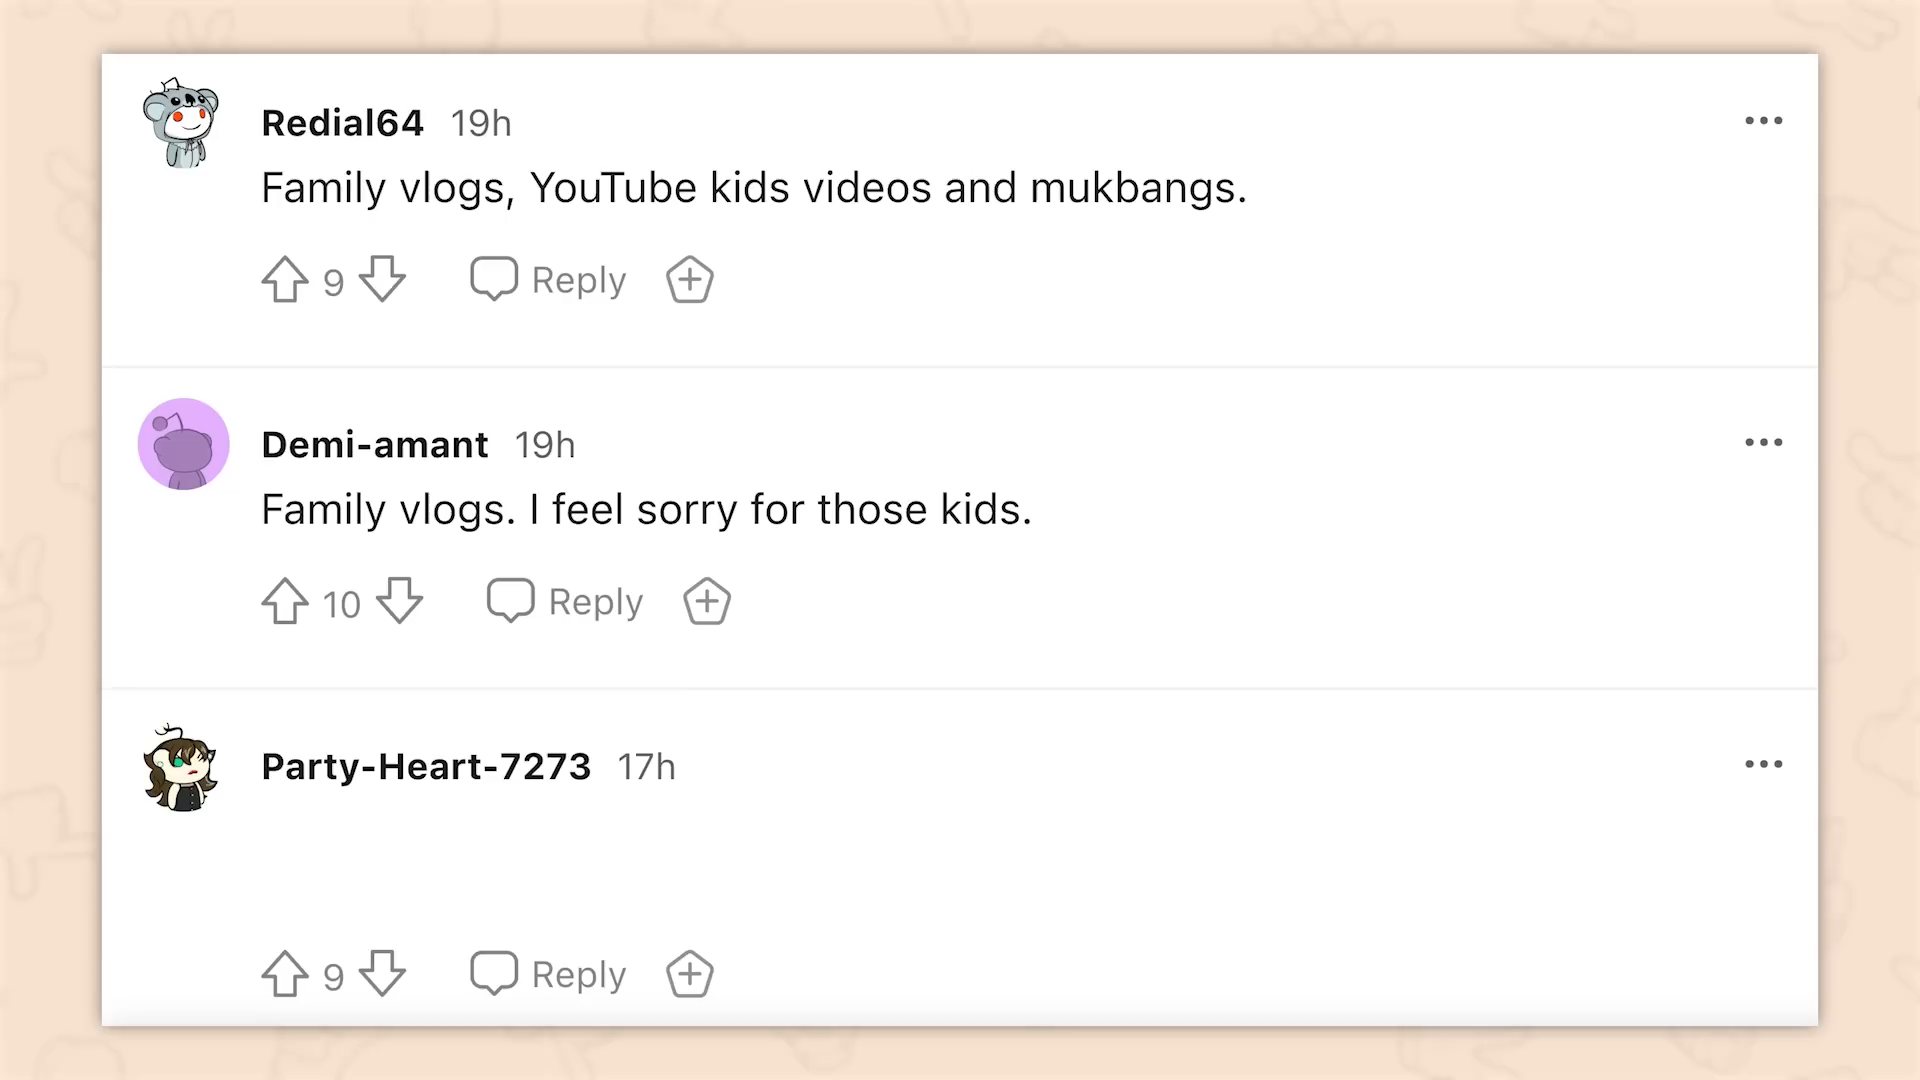 Redial64 19h
Family vlogs, YouTube kids videos and mukbangs.
9 Reply
Demi-amant 19h
Family vlogs. I feel sorry for those kids.
10 Reply
Party-Heart-7273 17h
9 Reply